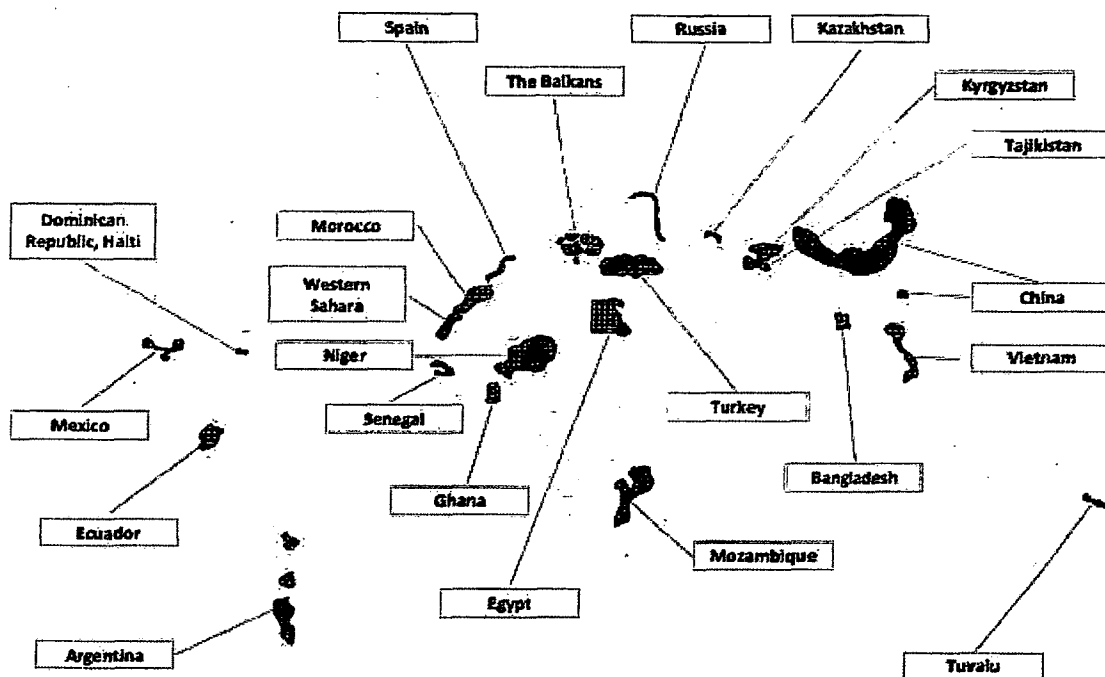 Spain
Russia
Kazakhstan
The Balkans
Kyrgyzstan
Tajikistan
Dominican
Republic, Haiti
Morocco
Western
Sahara
China
Niger
Vietnam
Mexico
Senegal
Turkey
Bangladesh
Ghana
Ecuador
Mozambique
Egypt
Argentina
Tuvalu